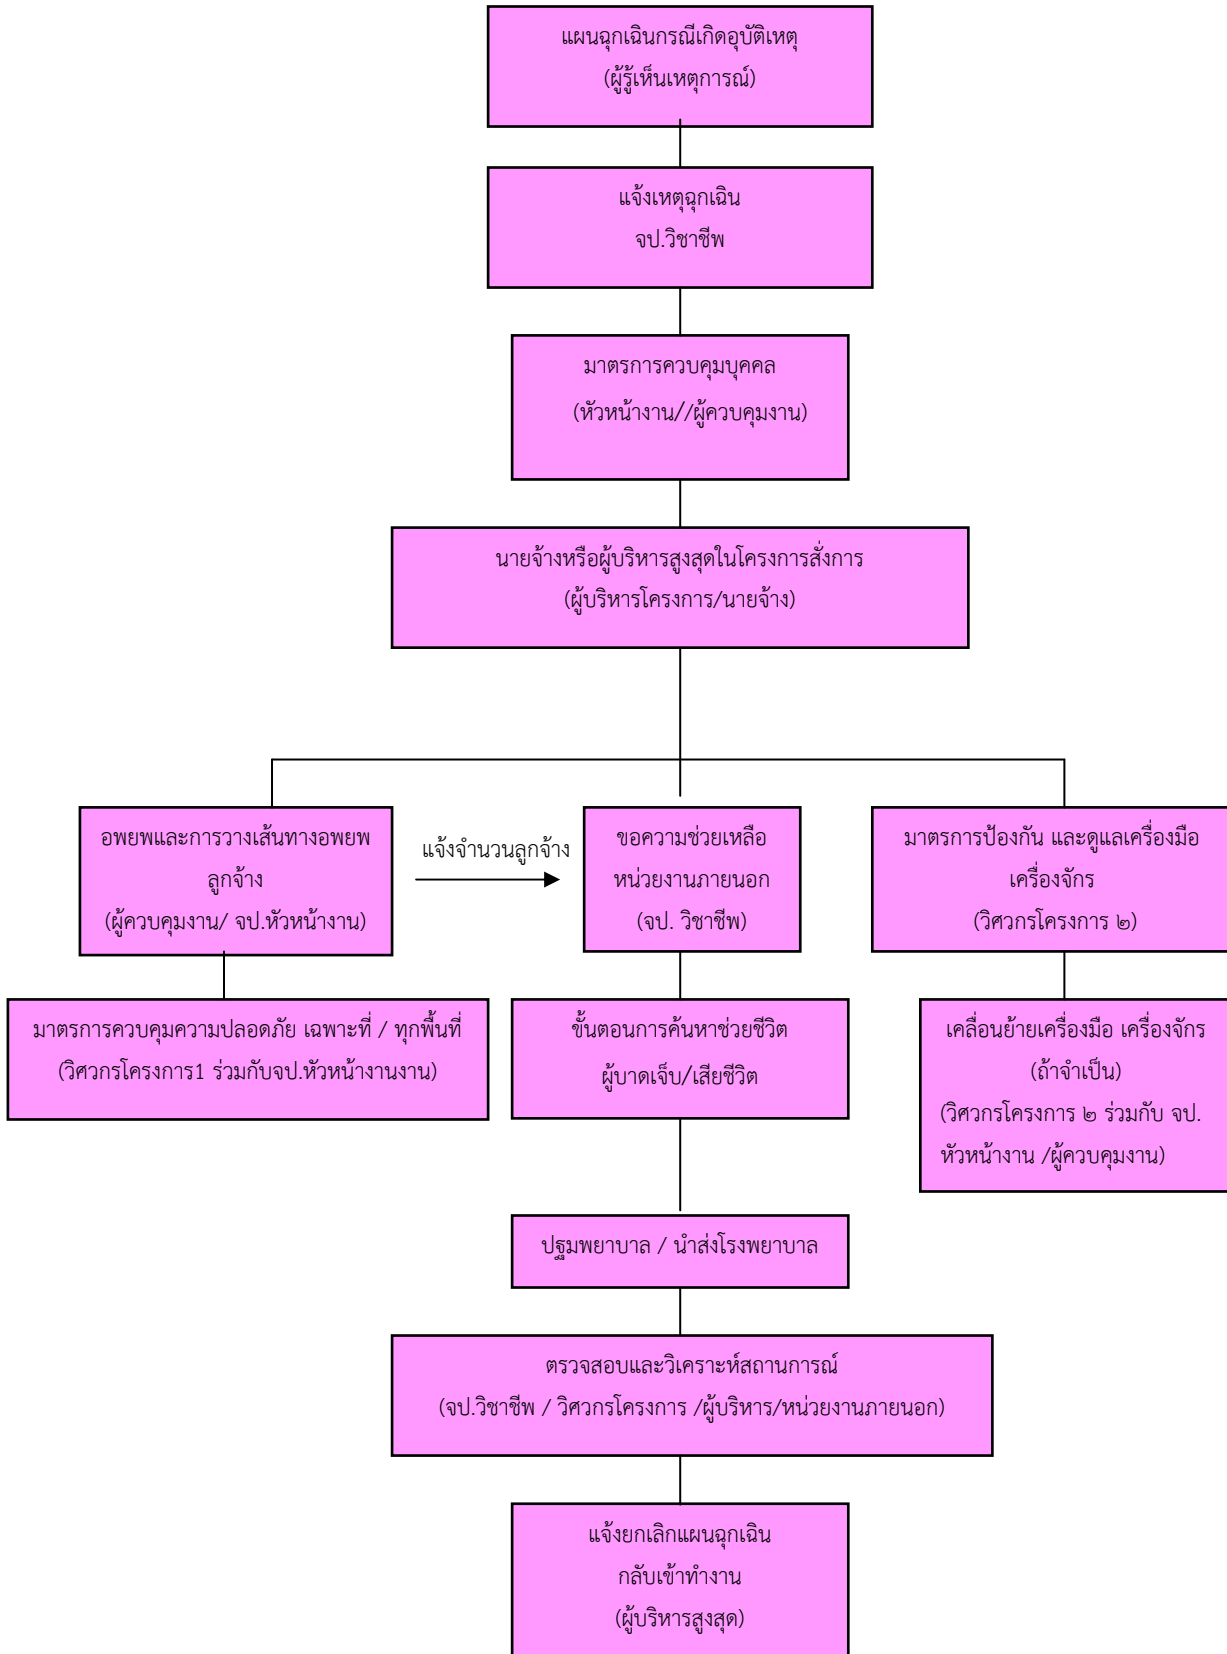 แผนฉุกเฉินกรณีเกิดอุบัติเหตุ
(ผู้รู้เห็นเหตุการณ์)
แจ้งเหตุฉุกเฉิน
จป.วิชาชีพ
มาตรการควบคุมบุคคล
(หัวหน้างาน//ผู้ควบคุมงาน)
นายจ้างหรือผู้บริหารสูงสุดในโครงการสั่งการ
(ผู้บริหารโครงการ/นายจ้าง)
อพยพและการวางเส้นทางอพยพ
ลูกจ้าง
(ผู้ควบคุมงาน/ จป.หัวหน้างาน)
แจ้งจำนวนลูกจ้าง
ขอความช่วยเหลือ
หน่วยงานภายนอก
(จป. วิชาชีพ)
มาตรการป้องกัน และดูแลเครื่องมือ
เครื่องจักร
(วิศวกรโครงการ ๒)
มาตรการควบคุมความปลอดภัย เฉพาะที่ / ทุกพื้นที่
(วิศวกรโครงการ1 ร่วมกับจป.หัวหน้างานงาน)
ขั้นตอนการค้นหาช่วยชีวิต
ผู้บาดเจ็บ/เสียชีวิต
เคลื่อนย้ายเครื่องมือ เครื่องจักร
(ถ้าจำเป็น)
(วิศวกรโครงการ ๒ ร่วมกับ จป.
หัวหน้างาน /ผู้ควบคุมงาน)
ปฐมพยาบาล / นำส่งโรงพยาบาล
ตรวจสอบและวิเคราะห์สถานการณ์
(จป.วิชาชีพ / วิศวกรโครงการ /ผู้บริหาร/หน่วยงานภายนอก)
แจ้งยกเลิกแผนฉุกเฉิน
กลับเข้าทำงาน
(ผู้บริหารสูงสุด)